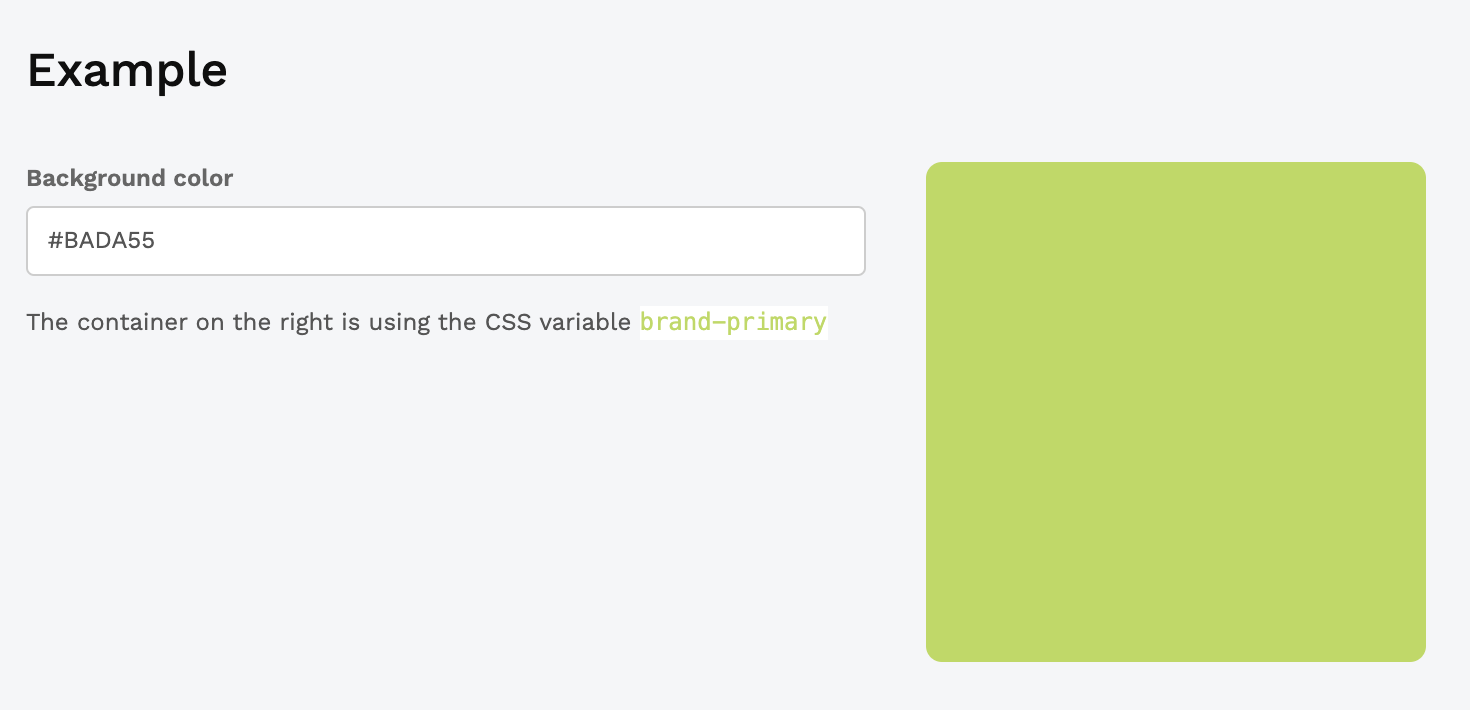 Example
Background color
#BADA55
The container on the right is using the CSS variable brand-primary